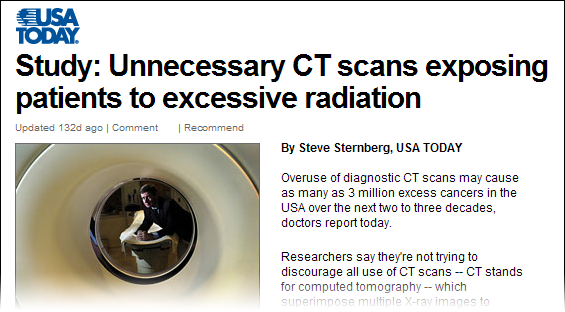 USA
TODAY.
Study: Unnecessary CT scans exposing
patients to excessive radiation
Updated 132d ago | Comment | Recommend
By Steve Sternberg, USA TODAY
Overuse of diagnostic CT scans may cause
as many as 3 million excess cancers in the
USA over the next two to three decades,
doctors report today.
Researchers say they're not trying to
discourage all use of CT scans -- CT stands
for computed tomography -- which
superimpose multiple X-ray images to